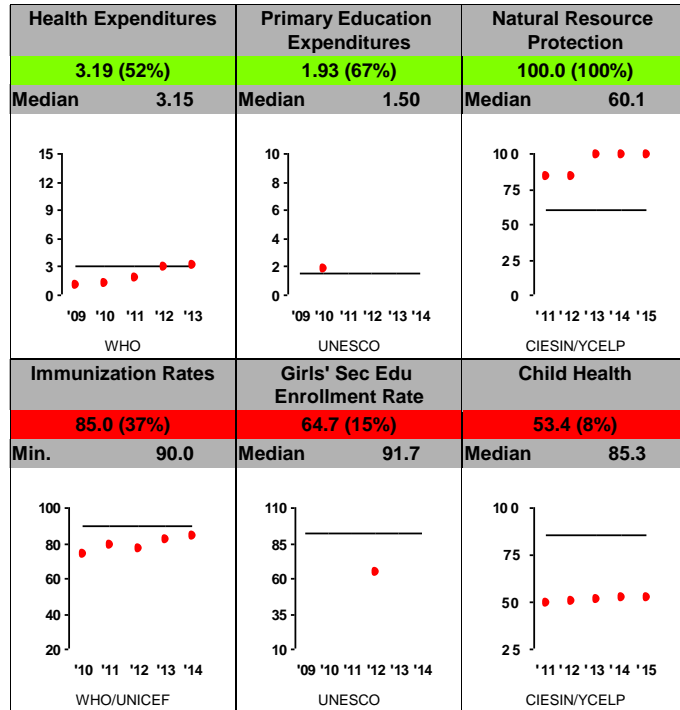 Health Expenditures
3.19 (52%)
Median 3.15
15
12
9
6
3
0
'09 '10 '11 '12 '13
WHO
Primary Education
Expenditures
1.93 (67%)
Median 1.50
10
8
6
4
2
0
'09 '10 '11 '12 '13 '14
UNESCO
Natural Resource
Protection
100.0 (100%)
Median 60.1
100
75
50
25
0
'11 '12 '13 '14 '15
CIESIN/YCELP
Immunization Rates
85.0 (37%)
Min. 90.0
100
80
60
40
20
'10 '11 '12 '13 '14
WHO/UNICEF
Girls' Sec Edu
Enrollment Rate
64.7 (15%)
Median 91.7
110
85
60
35
10
'09 '10 '11 '12 '13 '14
UNESCO
Child Health
53.4 (8%)
Median 85.3
100
75
50
25
'11 '12 '13 '14 '15
CIESIN/YCELP